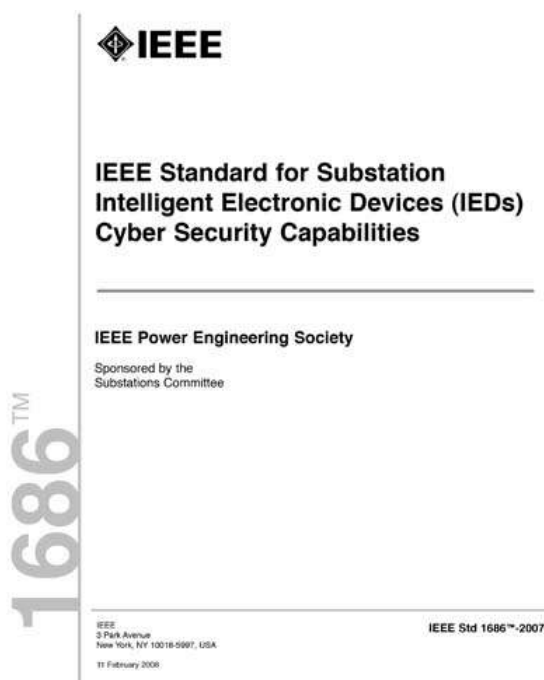 IEEE
IEEE Standard for Substation
Intelligent Electronic Devices (IEDs)
Cyber Security Capabilities
IEEE Power Engineering Society
Sponsored by the
Substations Committee
1686™
IEEE
3 Park Avenue
New York, NY 10016-5997, USA
11 February 2008
IEEE Std 1686™-2007